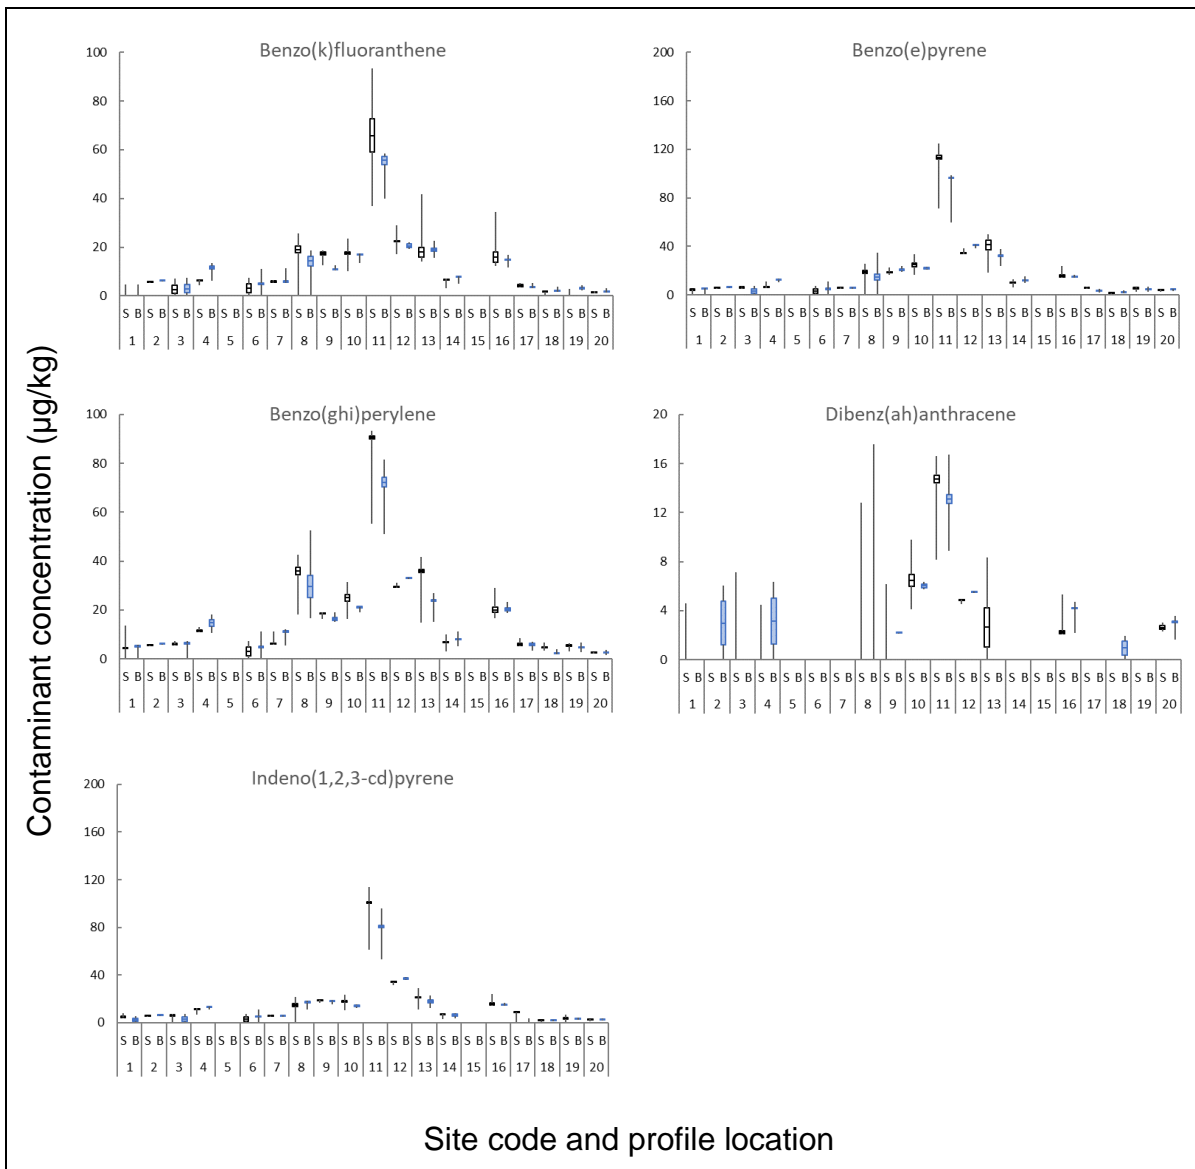 Contaminant concentration (µg/kg)
Benzo(k)fluoranthene
100
80
60
40
20
0
S B S B S B S B S B S B S B S B S B S B S B S B S B S B S B S B S B S B S B S B
1 2 3 4 5 6 7 8 9 10 11 12 13 14 15 16 17 18 19 20
Benzo(e)pyrene
200
160
120
80
40
0
S B S B S B S B S B S B S B S B S B S B S B S B S B S B S B S B S B S B S B S B
1 2 3 4 5 6 7 8 9 10 11 12 13 14 15 16 17 18 19 20
Benzo(ghi)perylene
100
80
60
40
20
0
S B S B S B S B S B S B S B S B S B S B S B S B S B S B S B S B S B S B S B S B
1 2 3 4 5 6 7 8 9 10 11 12 13 14 15 16 17 18 19 20
Dibenz(ah)anthracene
20
16
12
8
4
0
S B S B S B S B S B S B S B S B S B S B S B S B S B S B S B S B S B S B S B S B
1 2 3 4 5 6 7 8 9 10 11 12 13 14 15 16 17 18 19 20
Indeno(1,2,3-cd)pyrene
200
160
120
80
40
0
S B S B S B S B S B S B S B S B S B S B S B S B S B S B S B S B S B S B S B S B
1 2 3 4 5 6 7 8 9 10 11 12 13 14 15 16 17 18 19 20
Site code and profile location